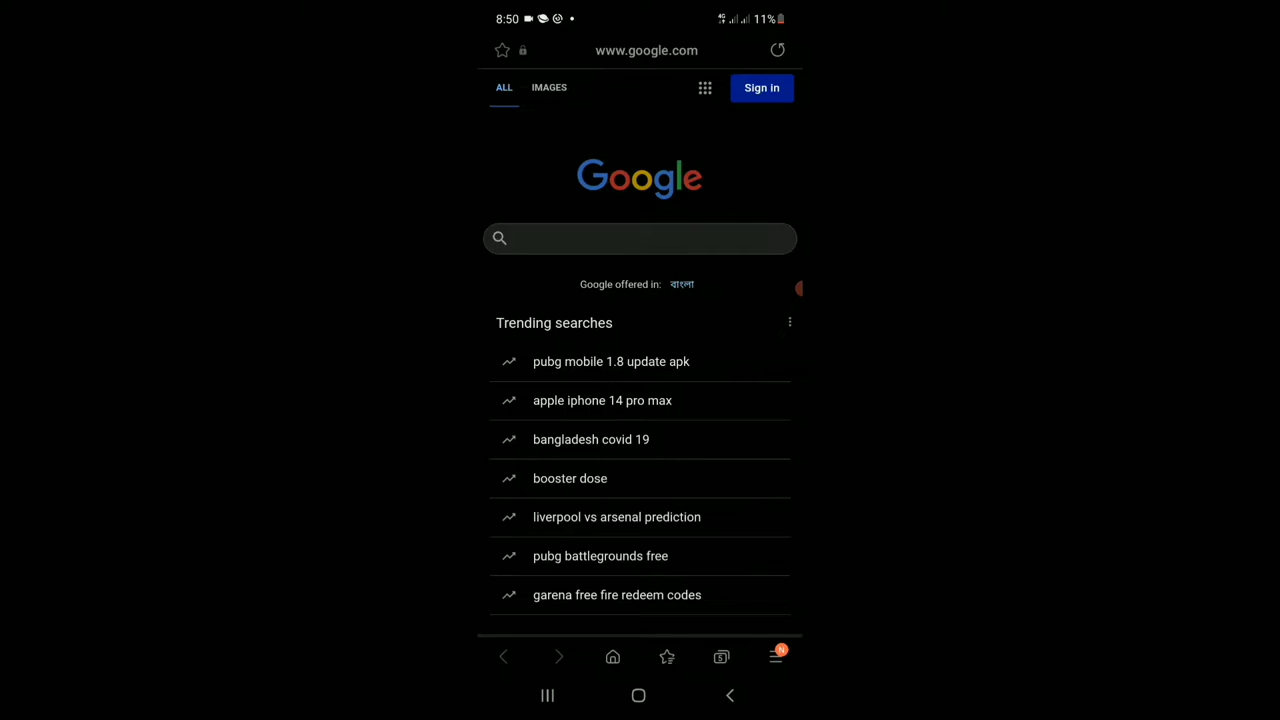 8:50 11%
www.google.com
ALL IMAGES Sign in
Google
Google offered in: বাংলা
Trending searches
pubg mobile 1.8 update apk
apple iphone 14 pro max
bangladesh covid 19
booster dose
liverpool vs arsenal prediction
pubg battlegrounds free
garena free fire redeem codes
5 N